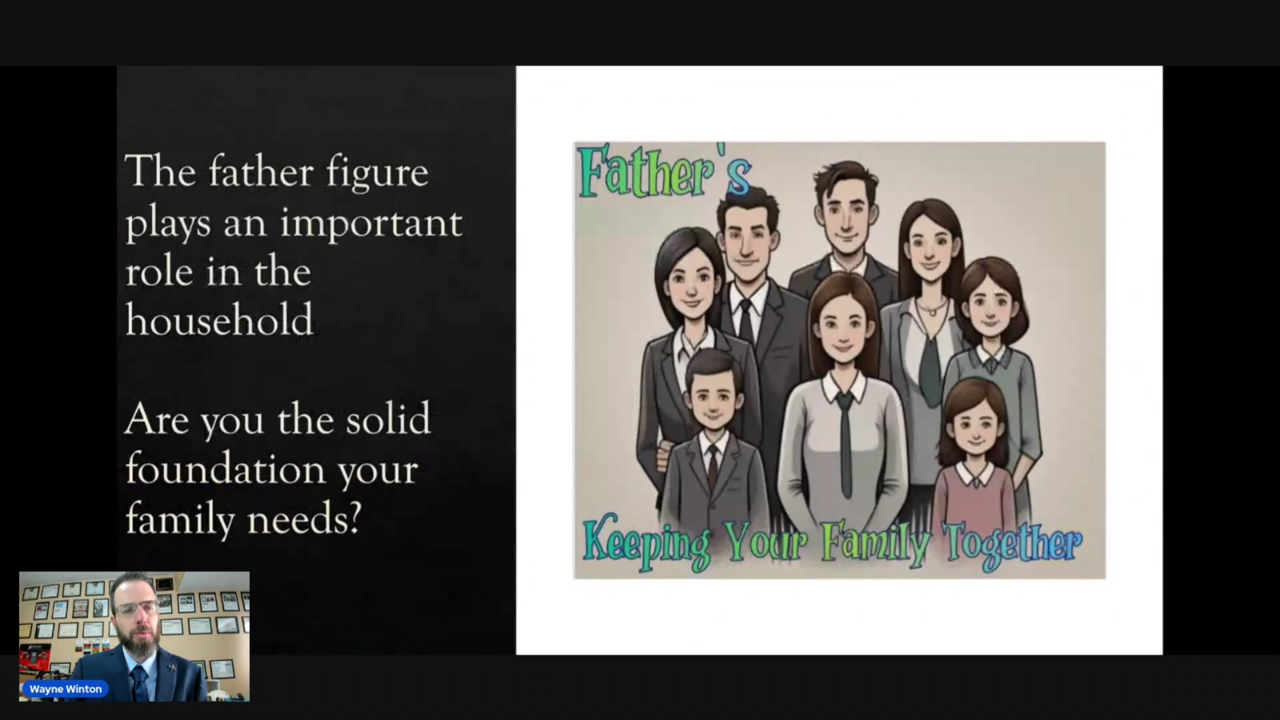 The father figure
plays an important
role in the
household
Are you the solid
foundation your
family needs?
Father's
Keeping Your Family Together
Wayne Winton